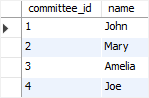 committee_id name
1 John
2 Mary
3 Amelia
4 Joe